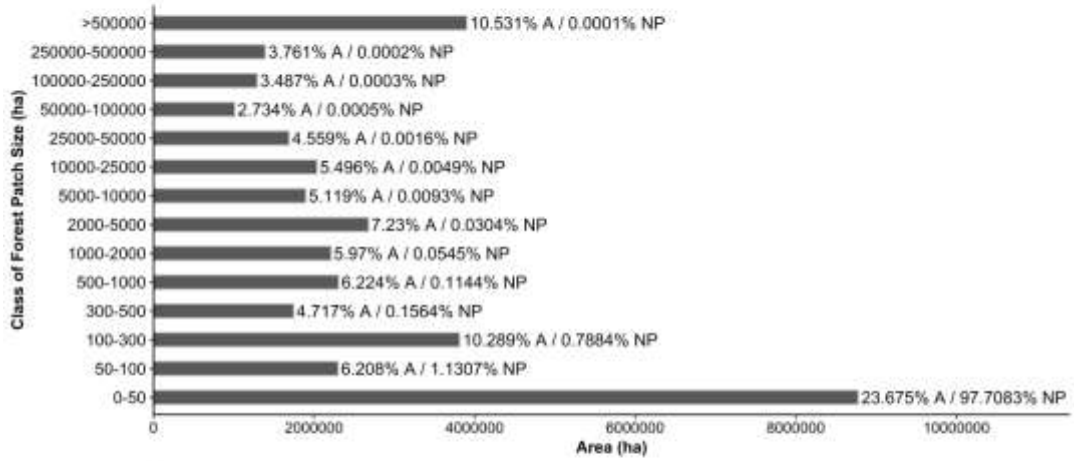 Class of Forest Patch Size (ha)
>500000 10.531% A / 0.0001% NP
250000-500000 3.761% A / 0.0002% NP
100000-250000 3.487% A / 0.0003% NP
50000-100000 2.734% A / 0.0005% NP
25000-50000 4.559% A / 0.0016% NP
10000-25000 5.496% A / 0.0049% NP
5000-10000 5.119% A / 0.0093% NP
2000-5000 7.23% A / 0.0304% NP
1000-2000 5.97% A / 0.0545% NP
500-1000 6.224% A / 0.1144% NP
300-500 4.717% A / 0.1564% NP
100-300 10.289% A / 0.7884% NP
50-100 6.208% A / 1.1307% NP
0-50 23.675% A / 97.7083% NP
0 2000000 4000000 6000000 8000000 10000000
Area (ha)